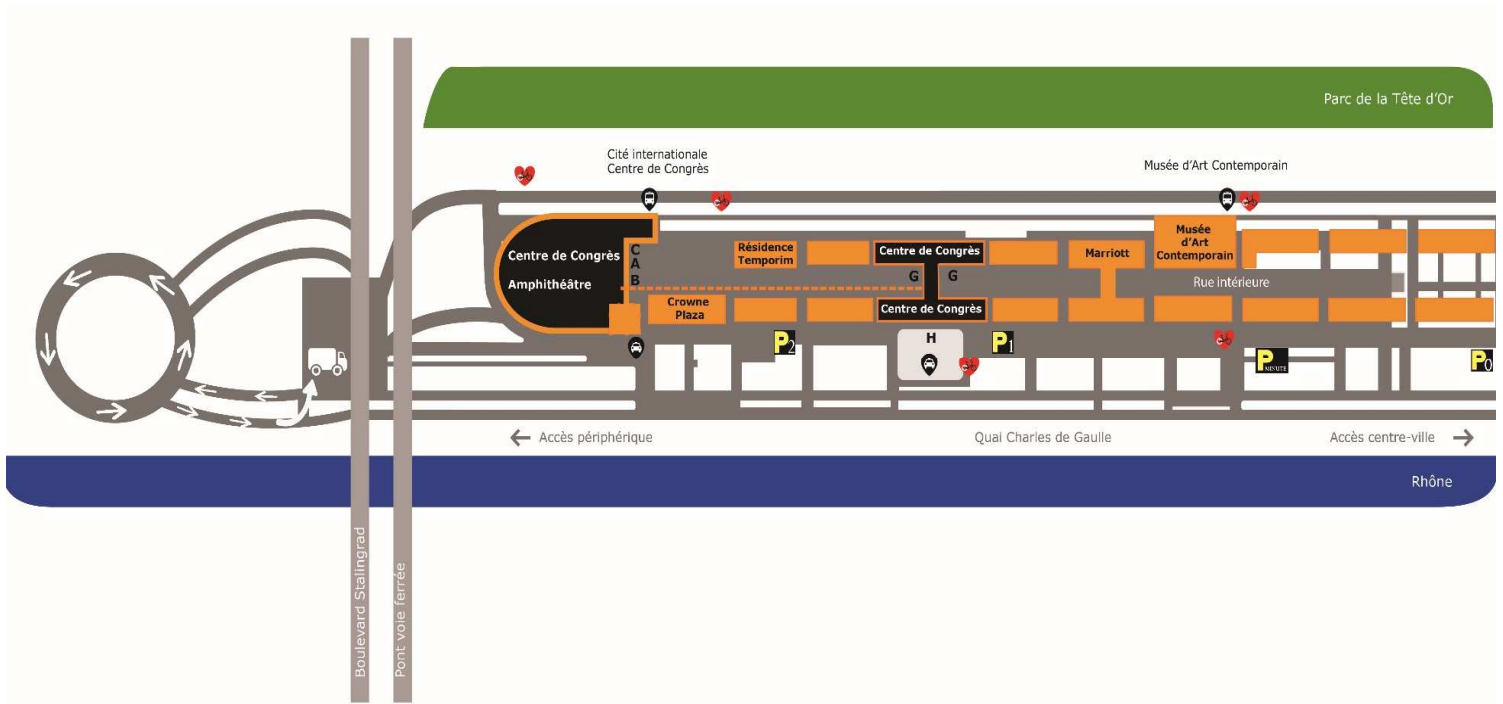 Parc de la Tête d'Or
Cité internationale
Centre de Congrès
Musée d'Art Contemporain
Centre de Congrès
Amphithéâtre
C
A
B
Résidence
Temporim
Centre de Congrès
Marriott
Musée
d'Art
Contemporain
G
G
Rue intérieure
Crowne
Plaza
Centre de Congrès
P2
H
P1
P MINUTE
P0
Accès périphérique
Quai Charles de Gaulle
Accès centre-ville
Rhône
Boulevard Stalingrad
Pont voie ferrée